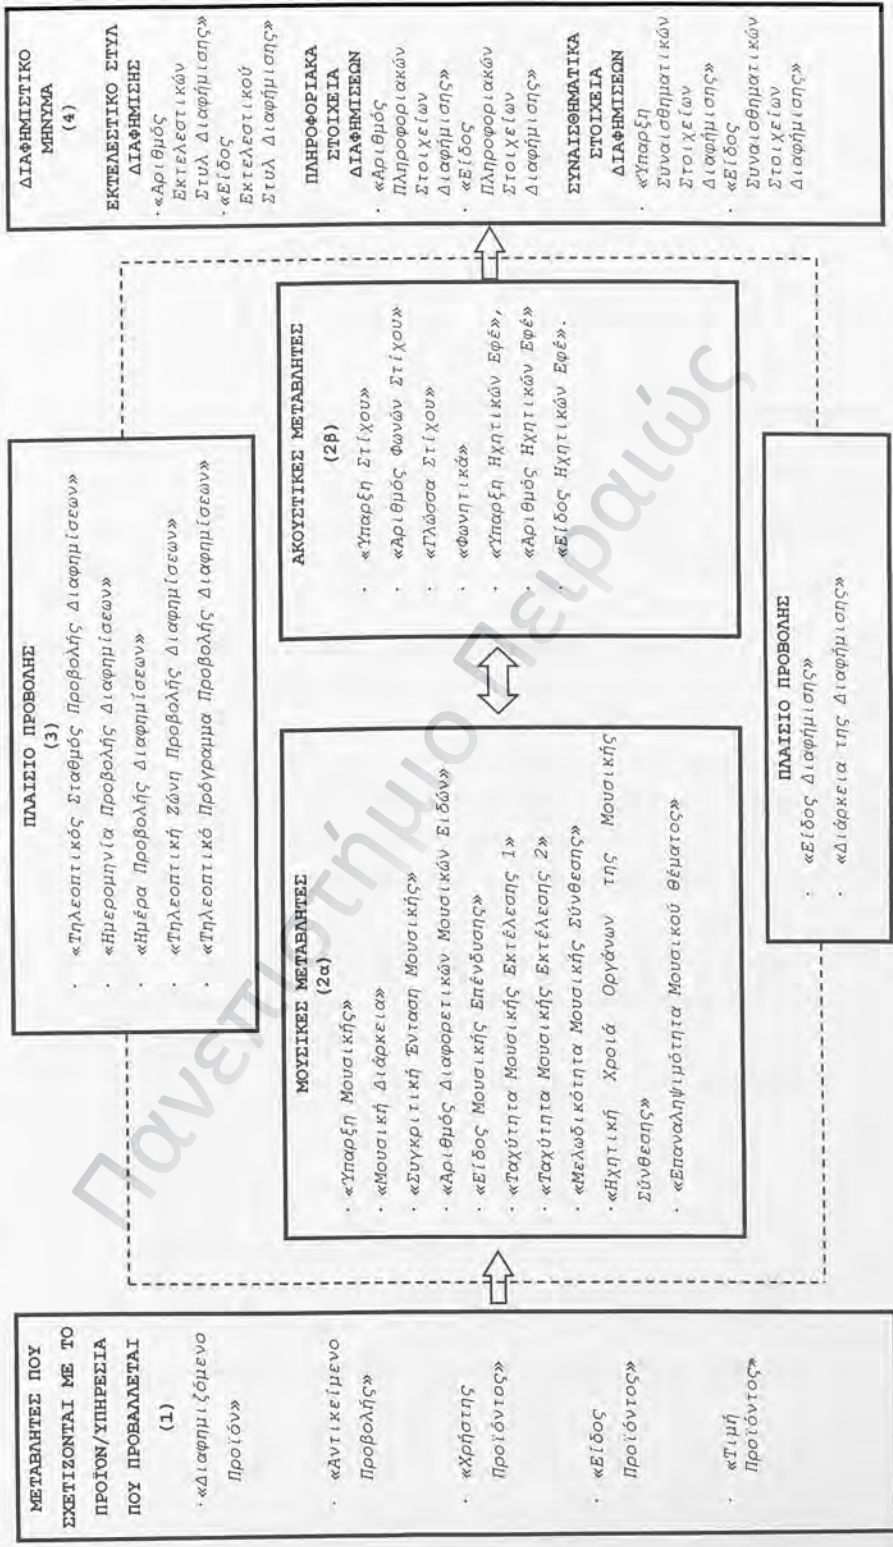 ΜΕΤΑΒΛΗΤΕΣ ΠΟΥ
ΣΧΕΤΙΖΟΝΤΑΙ ΜΕ ΤΟ
ΠΡΟΪΟΝ/ΥΠΗΡΕΣΙΑ
ΠΟΥ ΠΡΟΒΑΛΛΕΤΑΙ
(1)
·«Διαφημιζόμενο
Προϊόν»
· «Αντικείμενο
Προβολής»
· «Χρήστης
Προϊόντος»
· «Είδος
Προϊόντος»
· «Τιμή
Προϊόντος»
ΠΛΑΙΣΙΟ ΠΡΟΒΟΛΗΣ
(3)
· «Τηλεοπτικός Σταθμός Προβολής Διαφημίσεων»
· «Ημερομηνία Προβολής Διαφημίσεων»
· «Ημέρα Προβολής Διαφημίσεων»
· «Τηλεοπτική Ζώνη Προβολής Διαφημίσεων»
· «Τηλεοπτικό Πρόγραμμα Προβολής Διαφημίσεων»
ΜΟΥΣΙΚΕΣ ΜΕΤΑΒΛΗΤΕΣ
(2α)
· «Ύπαρξη Μουσικής»
· «Μουσική Διάρκεια»
· «Συγκριτική Ένταση Μουσικής»
· «Αριθμός Διαφορετικών Μουσικών Ειδών»
· «Είδος Μουσικής Επένδυσης»
· «Ταχύτητα Μουσικής Εκτέλεσης 1»
· «Ταχύτητα Μουσικής Εκτέλεσης 2»
· «Μελωδικότητα Μουσικής Σύνθεσης»
·«Ηχητική Χροιά Οργάνων της Μουσικής
Σύνθεσης»
· «Επαναληψιμότητα Μουσικού Θέματος»
ΑΚΟΥΣΤΙΚΕΣ ΜΕΤΑΒΛΗΤΕΣ
(2β)
· «Ύπαρξη Στίχου»
· «Αριθμός Φωνών Στίχου»
· «Γλώσσα Στίχου»
· «Φωνητικά»
· «Ύπαρξη Ηχητικών Εφέ»,
· «Αριθμός Ηχητικών Εφέ»
· «Είδος Ηχητικών Εφέ».
ΠΛΑΙΣΙΟ ΠΡΟΒΟΛΗΣ
· «Είδος Διαφήμισης»
· «Διάρκεια της Διαφήμισης»
ΔΙΑΦΗΜΙΣΤΙΚΟ
ΜΗΝΥΜΑ
(4)
ΕΚΤΕΛΕΣΤΙΚΟ ΣΤΥΛ
ΔΙΑΦΗΜΙΣΗΣ
·«Αριθμός
Εκτελεστικών
Στυλ Διαφήμισης»
·«Είδος
Εκτελεστικού
Στυλ Διαφήμισης»
ΠΛΗΡΟΦΟΡΙΑΚΑ
ΣΤΟΙΧΕΙΑ
ΔΙΑΦΗΜΙΣΕΩΝ
· «Αριθμός
Πληροφοριακών
Στοιχείων
Διαφήμισης»
· «Είδος
Πληροφοριακών
Στοιχείων
Διαφήμισης»
ΣΥΝΑΙΣΘΗΜΑΤΙΚΑ
ΣΤΟΙΧΕΙΑ
ΔΙΑΦΗΜΙΣΕΩΝ
· «Ύπαρξη
Συναισθηματικών
Στοιχείων
Διαφήμισης»
· «Είδος
Συναισθηματικών
Στοιχείων
Διαφήμισης»
Πανεπιστήμιο Πειραιώς